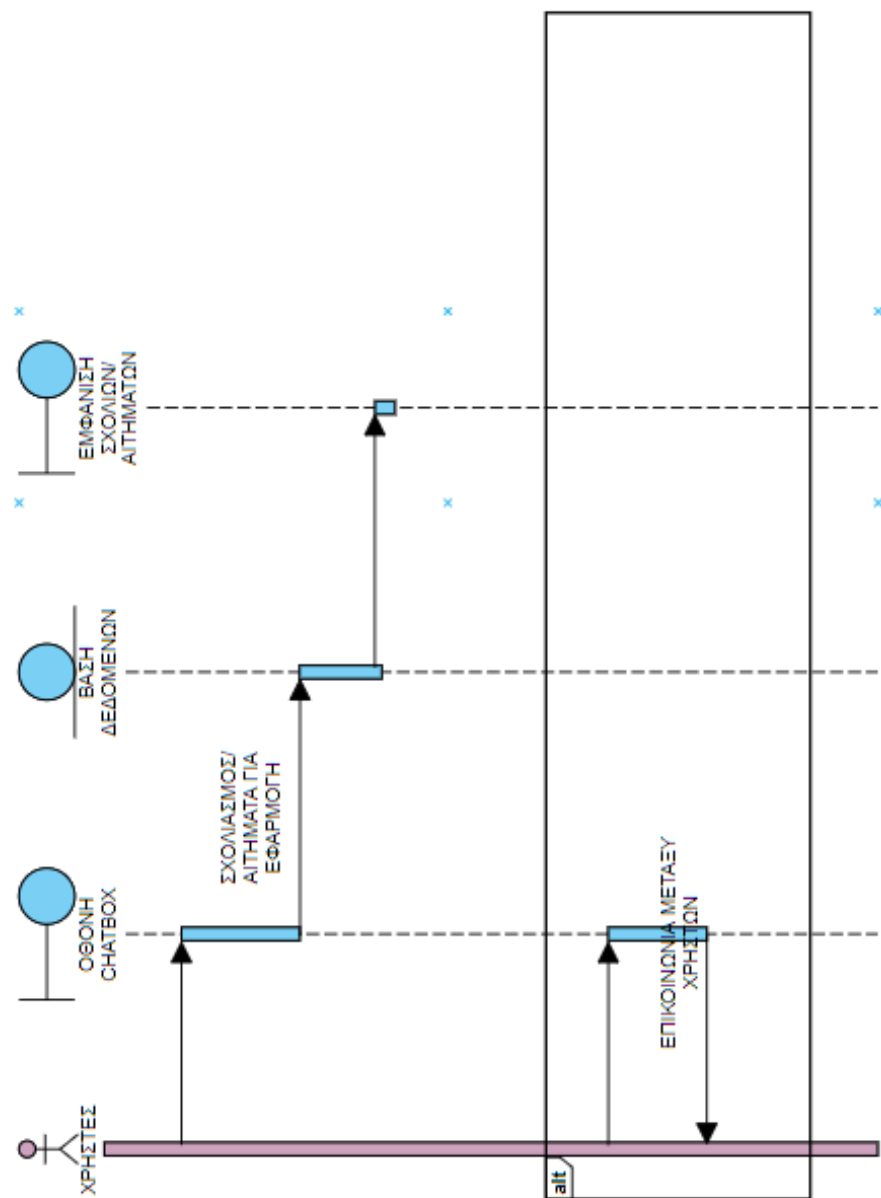 ΧΡΗΣΤΕΣ
ΟΘΟΝΗ
CHATBOX
ΒΑΣΗ
ΔΕΔΟΜΕΝΩΝ
ΕΜΦΑΝΙΣΗ
ΣΧΟΛΙΩΝ/
ΑΙΤΗΜΑΤΩΝ
ΣΧΟΛΙΑΣΜΟΣ/
ΑΙΤΗΜΑΤΑ ΓΙΑ
ΕΦΑΡΜΟΓΗ
alt
ΕΠΙΚΟΙΝΩΝΙΑ ΜΕΤΑΞΥ
ΧΡΗΣΤΩΝ